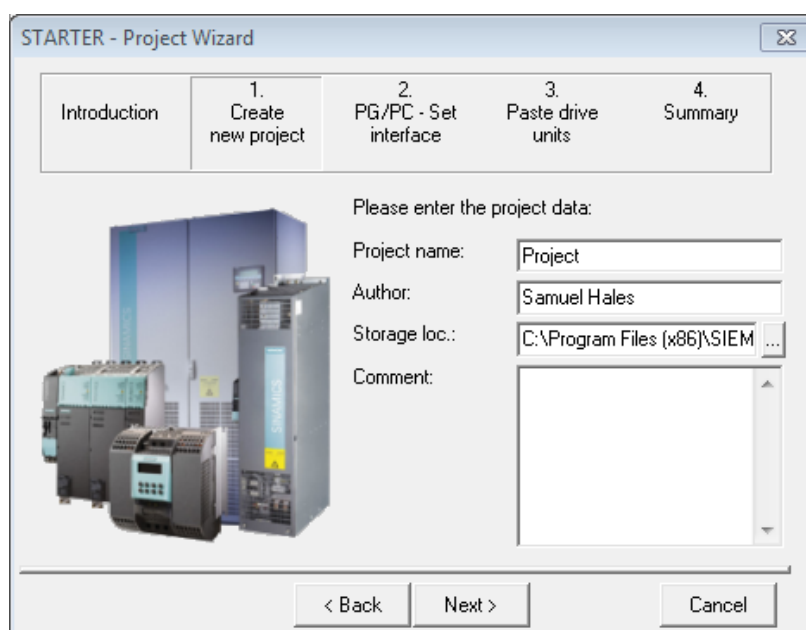 STARTER - Project Wizard
Introduction
1.
Create
new project
2.
PG/PC - Set
interface
3.
Paste drive
units
4.
Summary
Please enter the project data:
Project name:
Project
Author:
Samuel Hales
Storage loc.:
C:\Program Files (x86)\SIEM
...
Comment:
SINAMICS
SINAMICS
< Back
Next >
Cancel